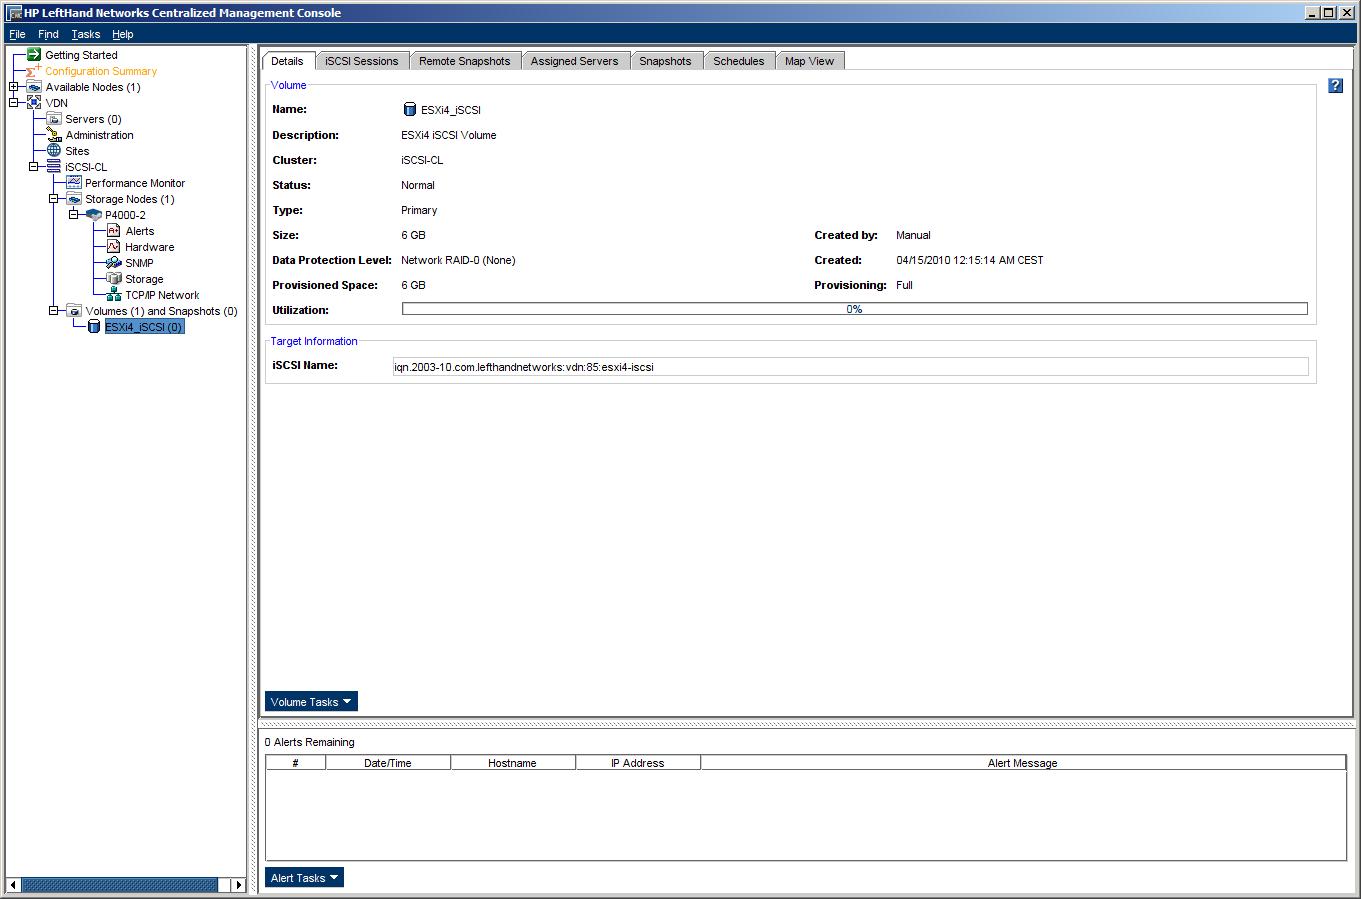 HP LeftHand Networks Centralized Management Console
File Find Tasks Help
Getting Started
Configuration Summary
Available Nodes (1)
VDN
Servers (0)
Administration
Sites
iSCSI-CL
Performance Monitor
Storage Nodes (1)
P4000-2
Alerts
Hardware
SNMP
Storage
TCP/IP Network
Volumes (1) and Snapshots (0)
ESXi4_iSCSI (0)
Details iSCSI Sessions Remote Snapshots Assigned Servers Snapshots Schedules Map View
Volume
?
Name: ESXi4_iSCSI
Description: ESXi4 iSCSI Volume
Cluster: iSCSI-CL
Status: Normal
Type: Primary
Size: 6 GB Created by: Manual
Data Protection Level: Network RAID-0 (None) Created: 04/15/2010 12:15:14 AM CEST
Provisioned Space: 6 GB Provisioning: Full
Utilization: 0%
Target Information
iSCSI Name: iqn.2003-10.com.lefthandnetworks:vdn:85:esxi4-iscsi
Volume Tasks
0 Alerts Remaining
# Date/Time Hostname IP Address Alert Message
Alert Tasks